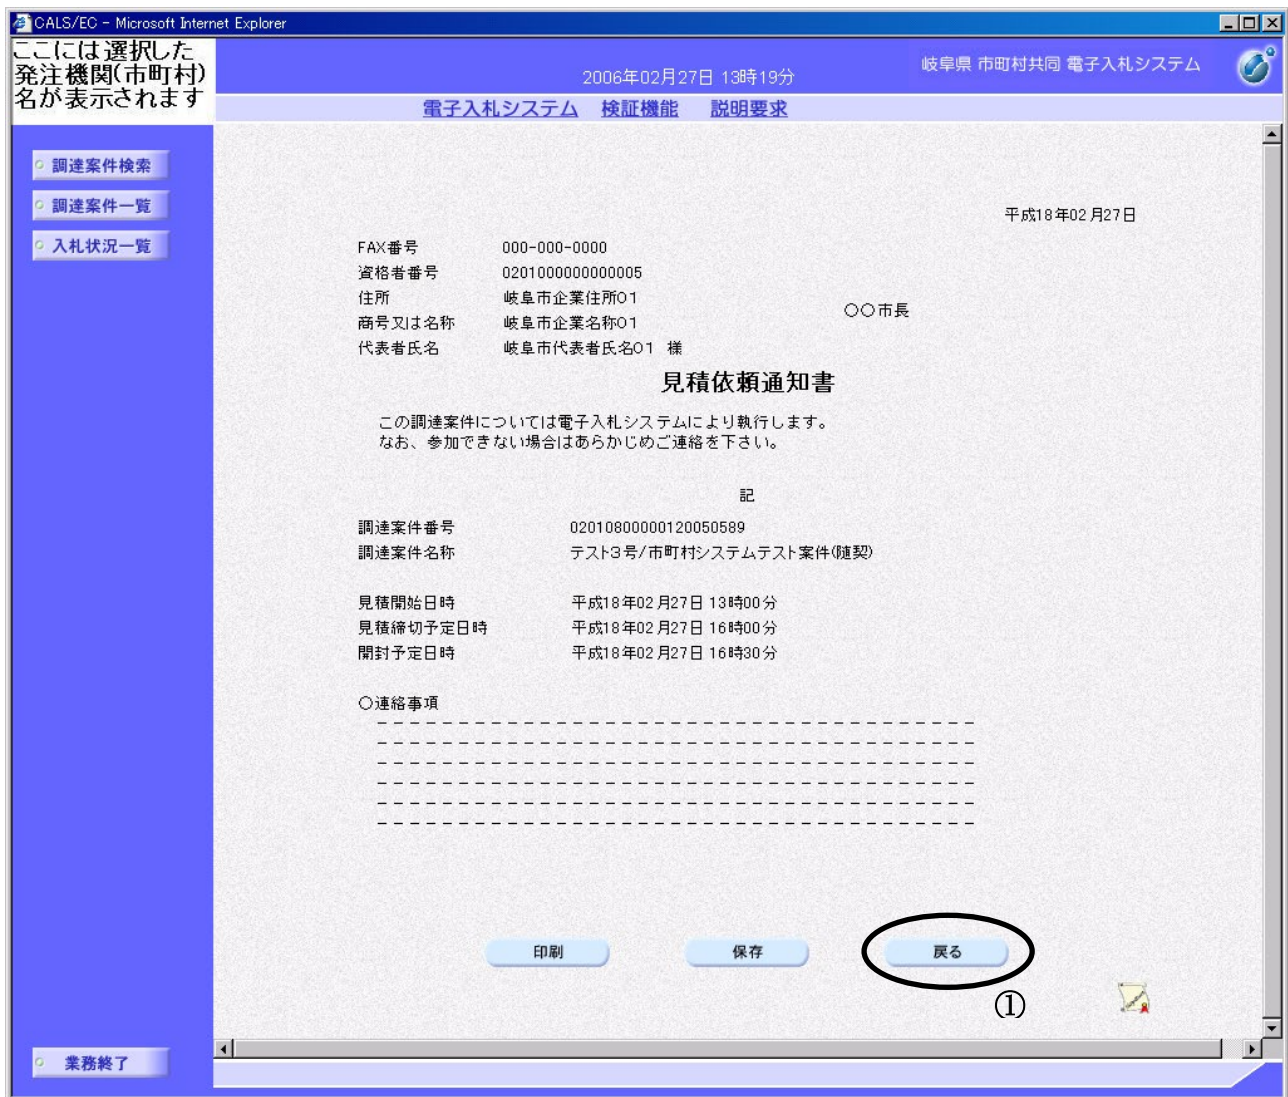 CALS/EC - Microsoft Internet Explorer
ここには選択した
発注機関(市町村)
名が表示されます
2006年02月27日 13時19分
岐阜県 市町村共同 電子入札システム
電子入札システム 検証機能 説明要求
調達案件検索
調達案件一覧
入札状況一覧
平成18年02月27日
FAX番号 000-000-0000
資格者番号 0201000000000005
住所 岐阜市企業住所01
〇〇市長
商号又は名称 岐阜市企業名称01
代表者氏名 岐阜市代表者氏名01 様
見積依頼通知書
この調達案件については電子入札システムにより執行します。
なお、参加できない場合はあらかじめご連絡を下さい。
記
調達案件番号 02010800000120050589
調達案件名称 テスト3号/市町村システムテスト案件(随契)
見積開始日時 平成18年02月27日 13時00分
見積締切予定日時 平成18年02月27日 16時00分
開封予定日時 平成18年02月27日 16時30分
〇連絡事項
印刷 保存 戻る
①
業務終了